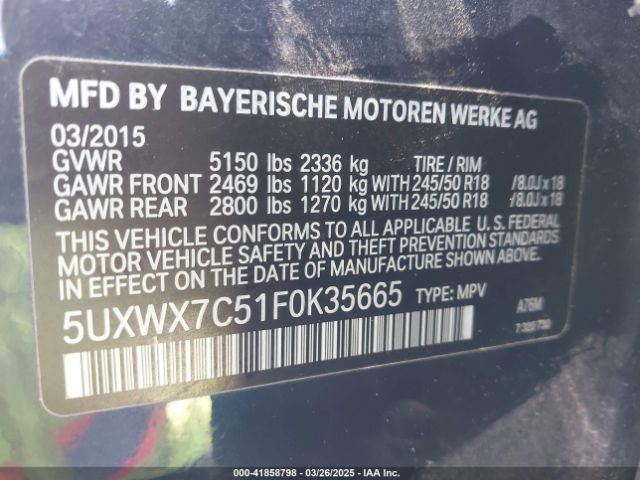 MFD BY BAYERISCHE MOTOREN WERKE AG
03/2015
GVWR 5150 lbs 2336 kg TIRE / RIM
GAWR FRONT 2469 lbs 1120 kg WITH 245/50 R18 /8.0J x 18
GAWR REAR 2800 lbs 1270 kg WITH 245/50 R18 /8.0J x 18
THIS VEHICLE CONFORMS TO ALL APPLICABLE U. S. FEDERAL
MOTOR VEHICLE SAFETY AND THEFT PREVENTION STANDARDS
IN EFFECT ON THE DATE OF MANUFACTURE SHOWN ABOVE.
5UXWX7C51F0K35665 TYPE: MPV
A76M
000-41858798 - 03/26/2025 - IAA Inc.